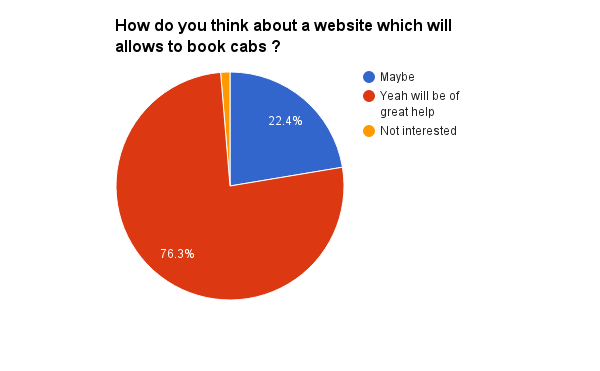 How do you think about a website which will
allows to book cabs ?
Maybe
Yeah will be of
great help
Not interested
22.4%
76.3%